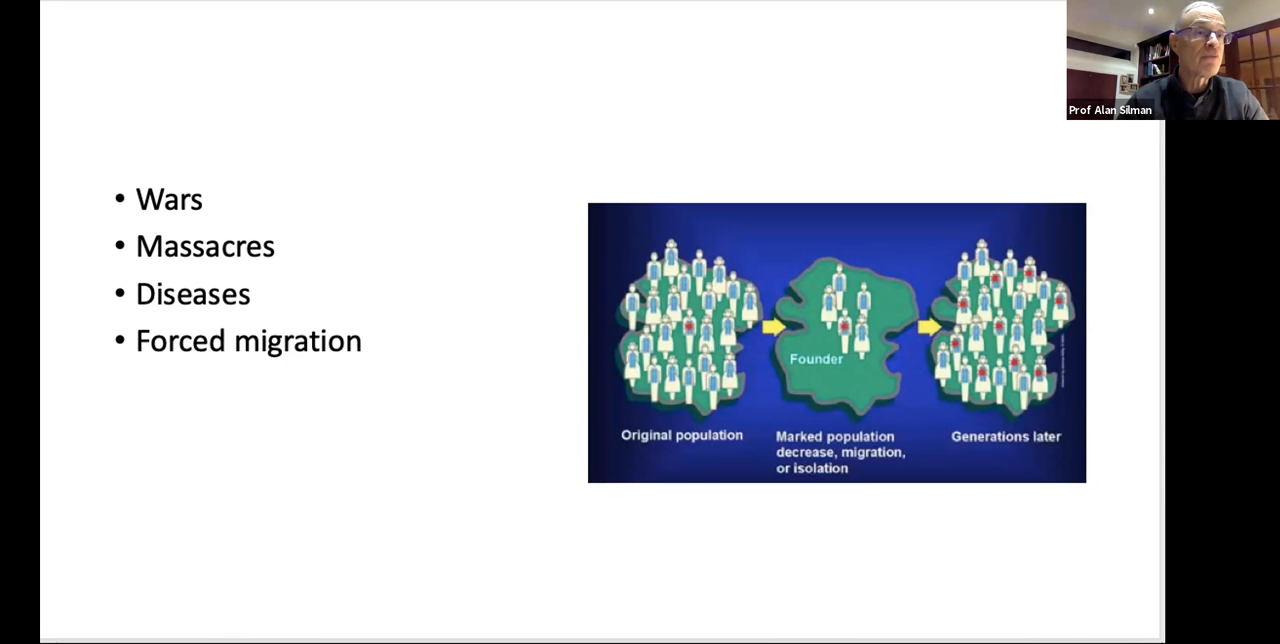 Prof Alan Silman
• Wars
• Massacres
• Diseases
• Forced migration
Founder
Original population
Marked population
decrease, migration,
or isolation
Generations later